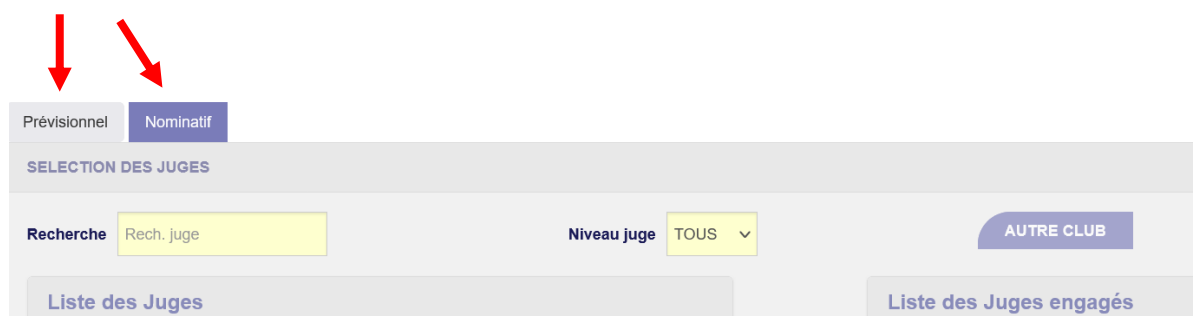 Prévisionnel Nominatif
SELECTION DES JUGES
Recherche Rech. juge Niveau juge TOUS AUTRE CLUB
Liste des Juges Liste des Juges engagés